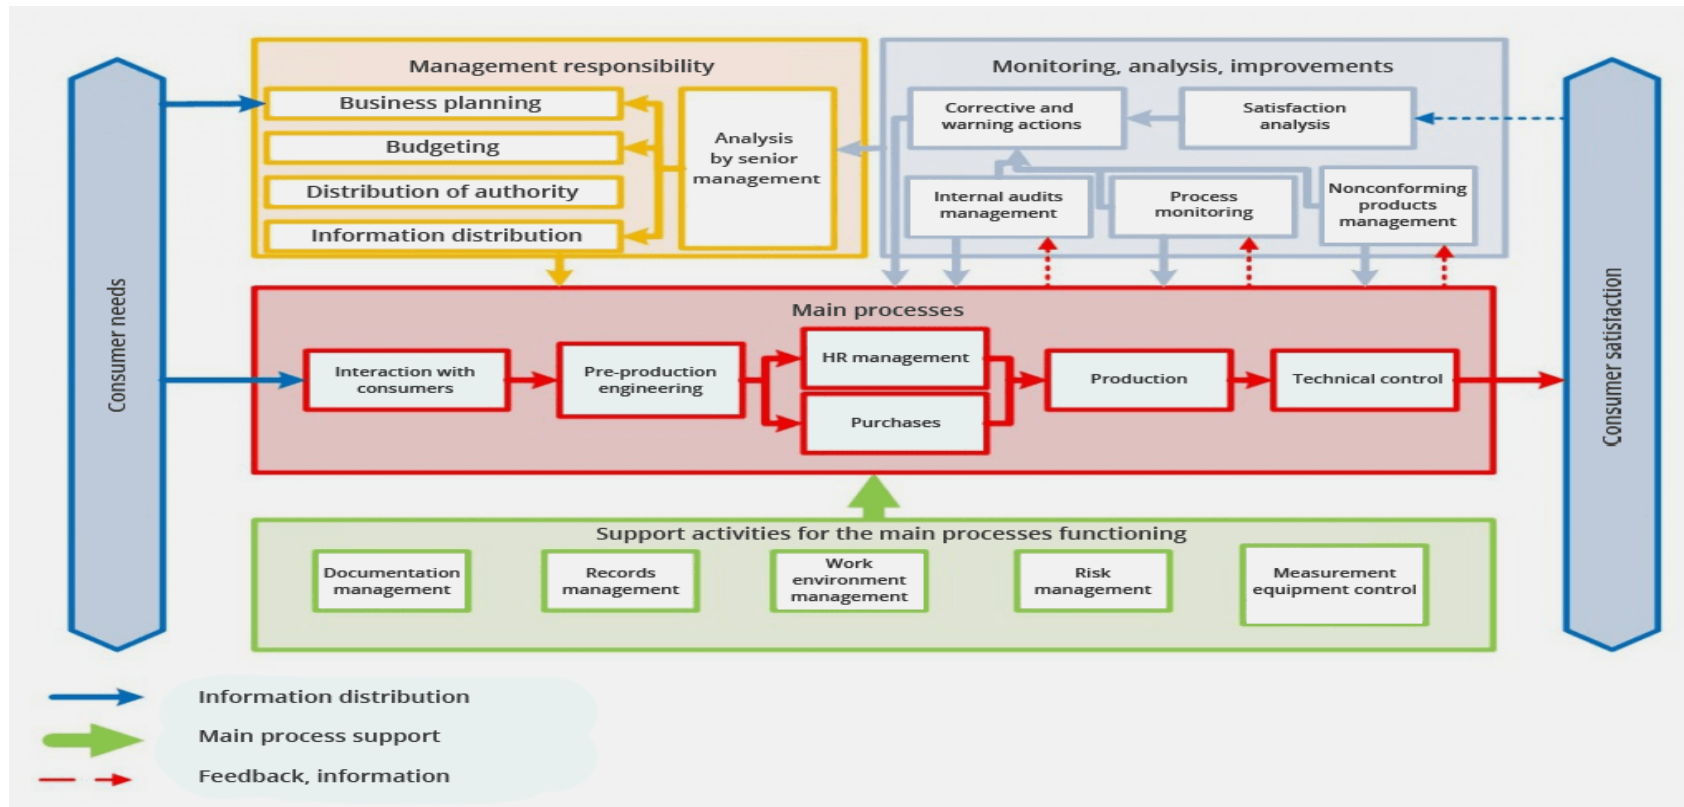 Management responsibility
Business planning
Budgeting
Distribution of authority
Information distribution
Analysis
by senior
management
Monitoring, analysis, improvements
Corrective and
warning actions
Satisfaction
analysis
Internal audits
management
Process
monitoring
Nonconforming
products
management
Consumer needs
Main processes
Interaction with
consumers
Pre-production
engineering
HR management
Purchases
Production
Technical control
Consumer satistaction
Support activities for the main processes functioning
Documentation
management
Records
management
Work
environment
management
Risk
management
Measurement
equipment control
Information distribution
Main process support
Feedback, information